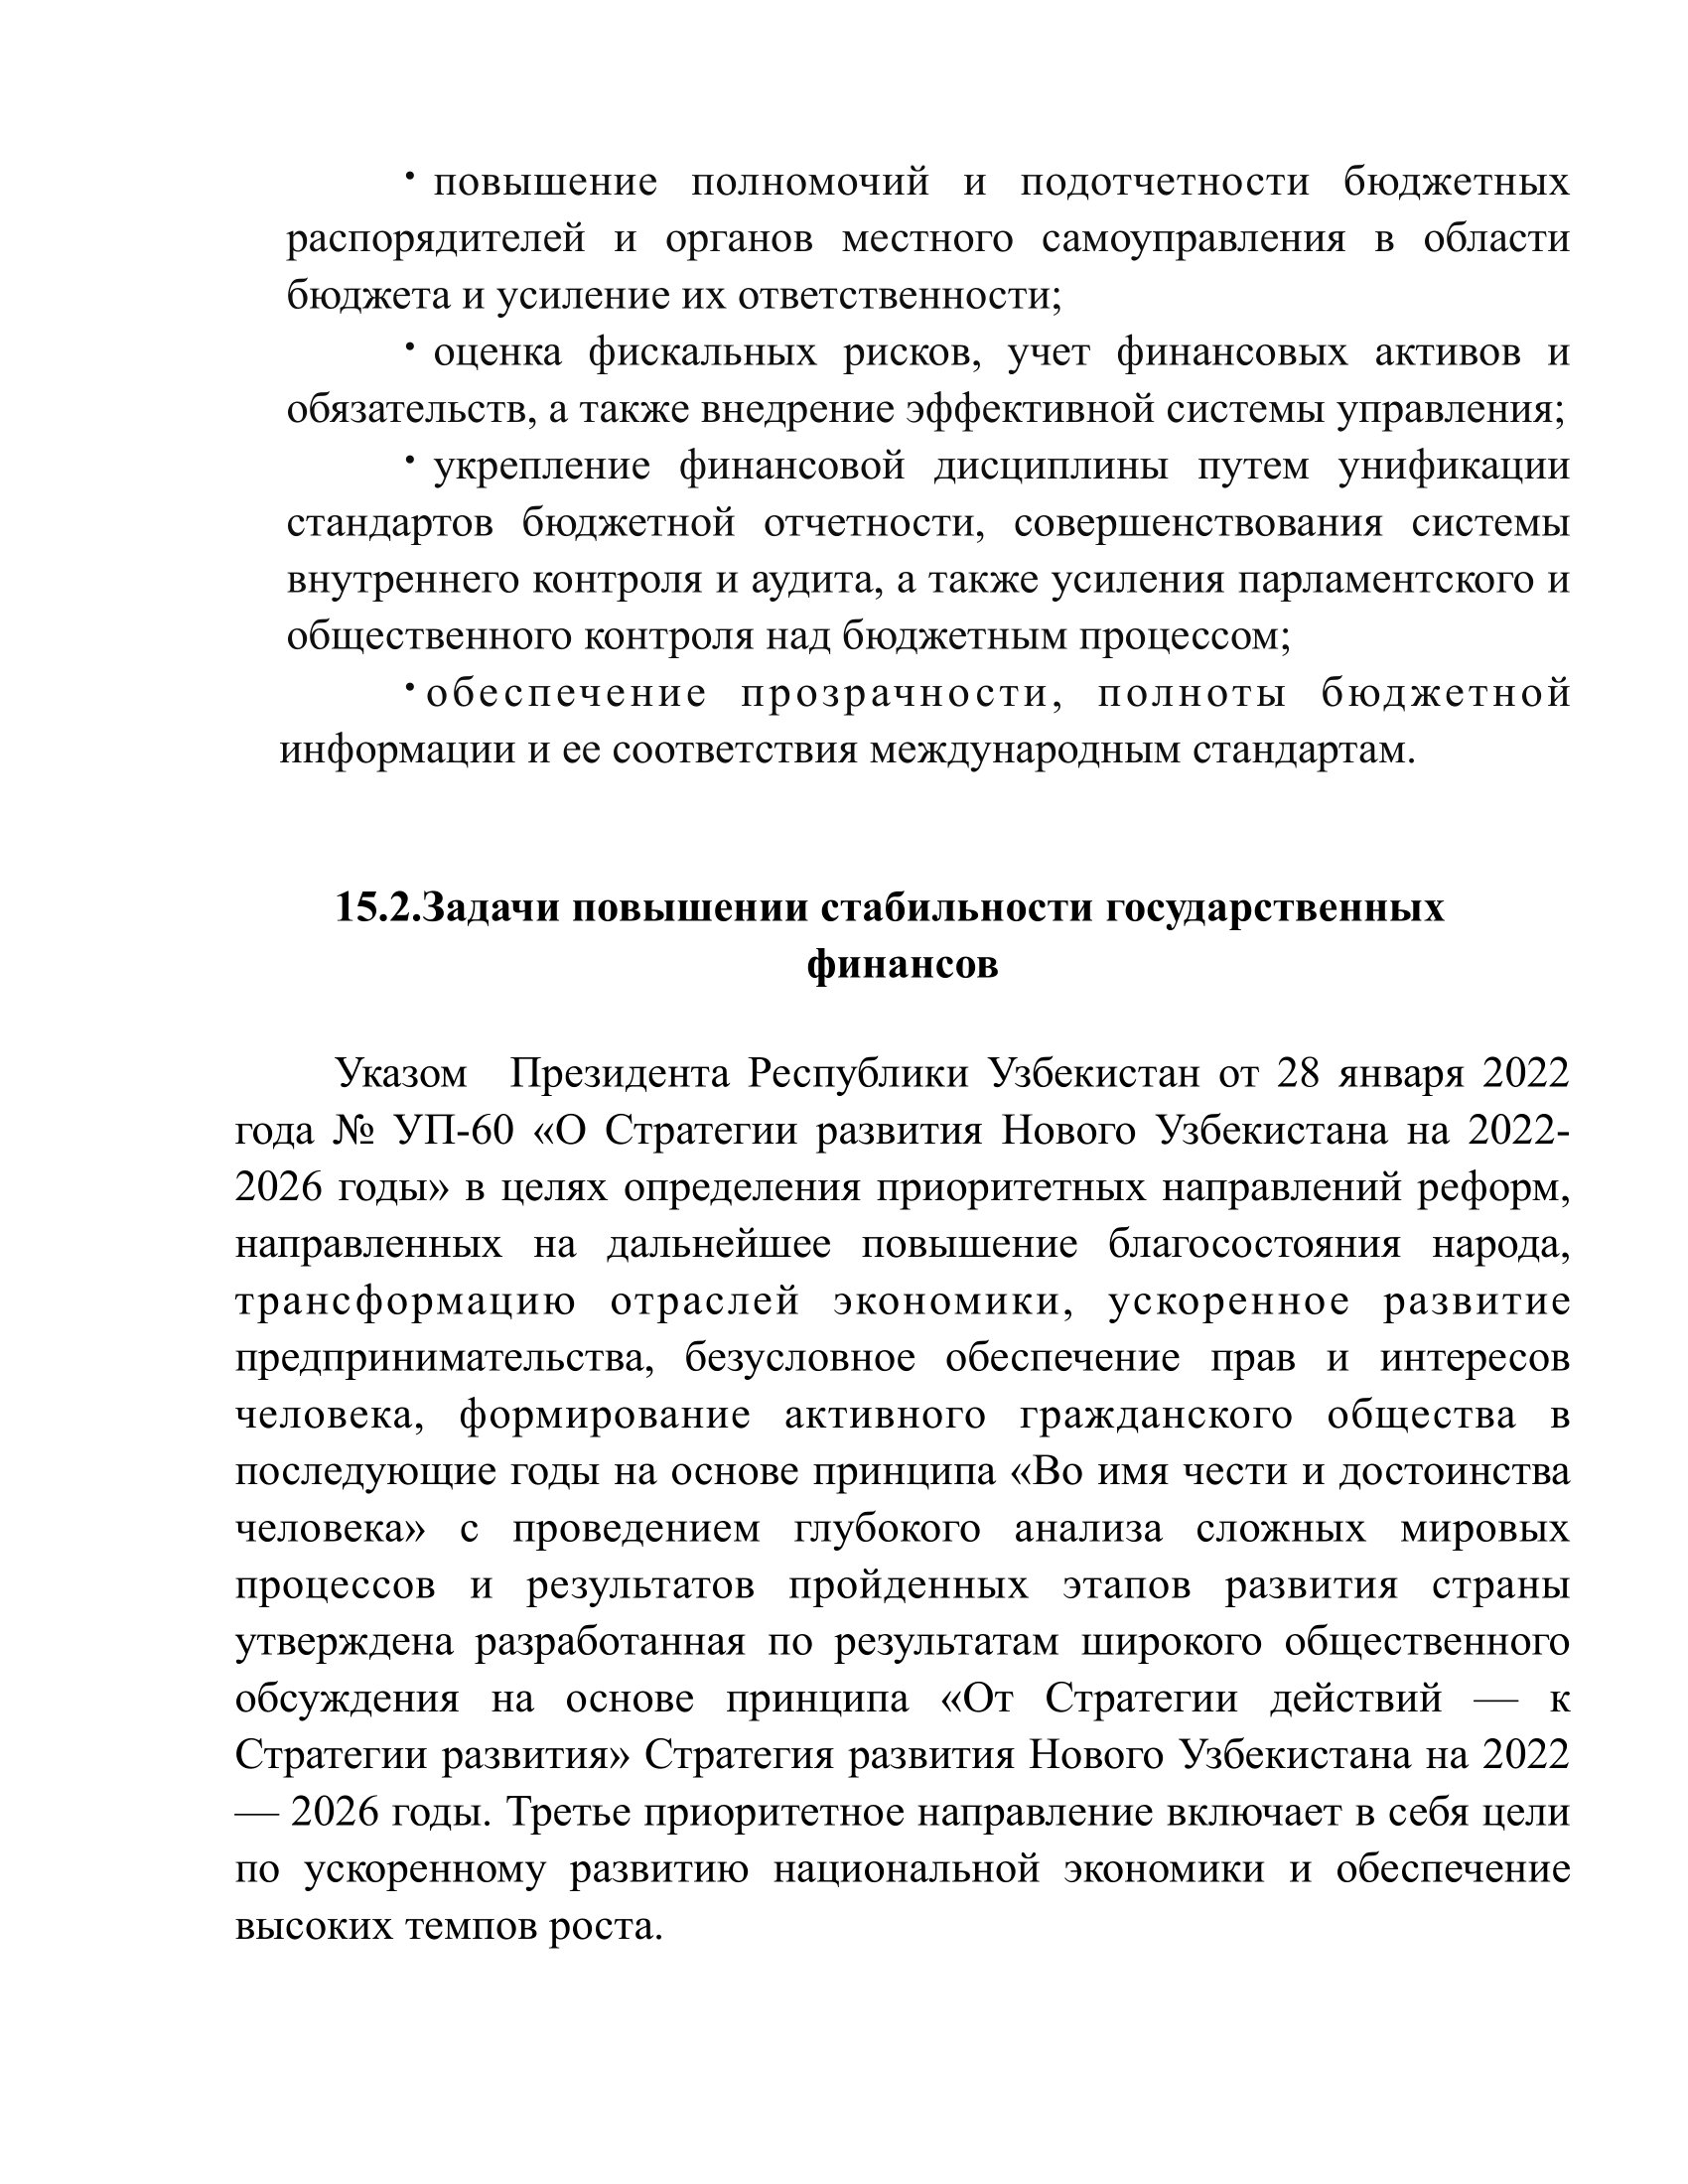 · повышение полномочий и подотчетности бюджетных
распорядителей и органов местного самоуправления в области
бюджета и усиление их ответственности;
· оценка фискальных рисков, учет финансовых активов и
обязательств, а также внедрение эффективной системы управления;
· укрепление финансовой дисциплины путем унификации
стандартов бюджетной отчетности, совершенствования системы
внутреннего контроля и аудита, а также усиления парламентского и
общественного контроля над бюджетным процессом;
· обеспечение прозрачности, полноты бюджетной
информации и ее соответствия международным стандартам.
15.2.Задачи повышении стабильности государственных
финансов
Указом Президента Республики Узбекистан от 28 января 2022
года № УП-60 «О Стратегии развития Нового Узбекистана на 2022-
2026 годы» в целях определения приоритетных направлений реформ,
направленных на дальнейшее повышение благосостояния народа,
трансформацию отраслей экономики, ускоренное развитие
предпринимательства, безусловное обеспечение прав и интересов
человека, формирование активного гражданского общества в
последующие годы на основе принципа «Во имя чести и достоинства
человека» с проведением глубокого анализа сложных мировых
процессов и результатов пройденных этапов развития страны
утверждена разработанная по результатам широкого общественного
обсуждения на основе принципа «От Стратегии действий — к
Стратегии развития» Стратегия развития Нового Узбекистана на 2022
— 2026 годы. Третье приоритетное направление включает в себя цели
по ускоренному развитию национальной экономики и обеспечение
высоких темпов роста.